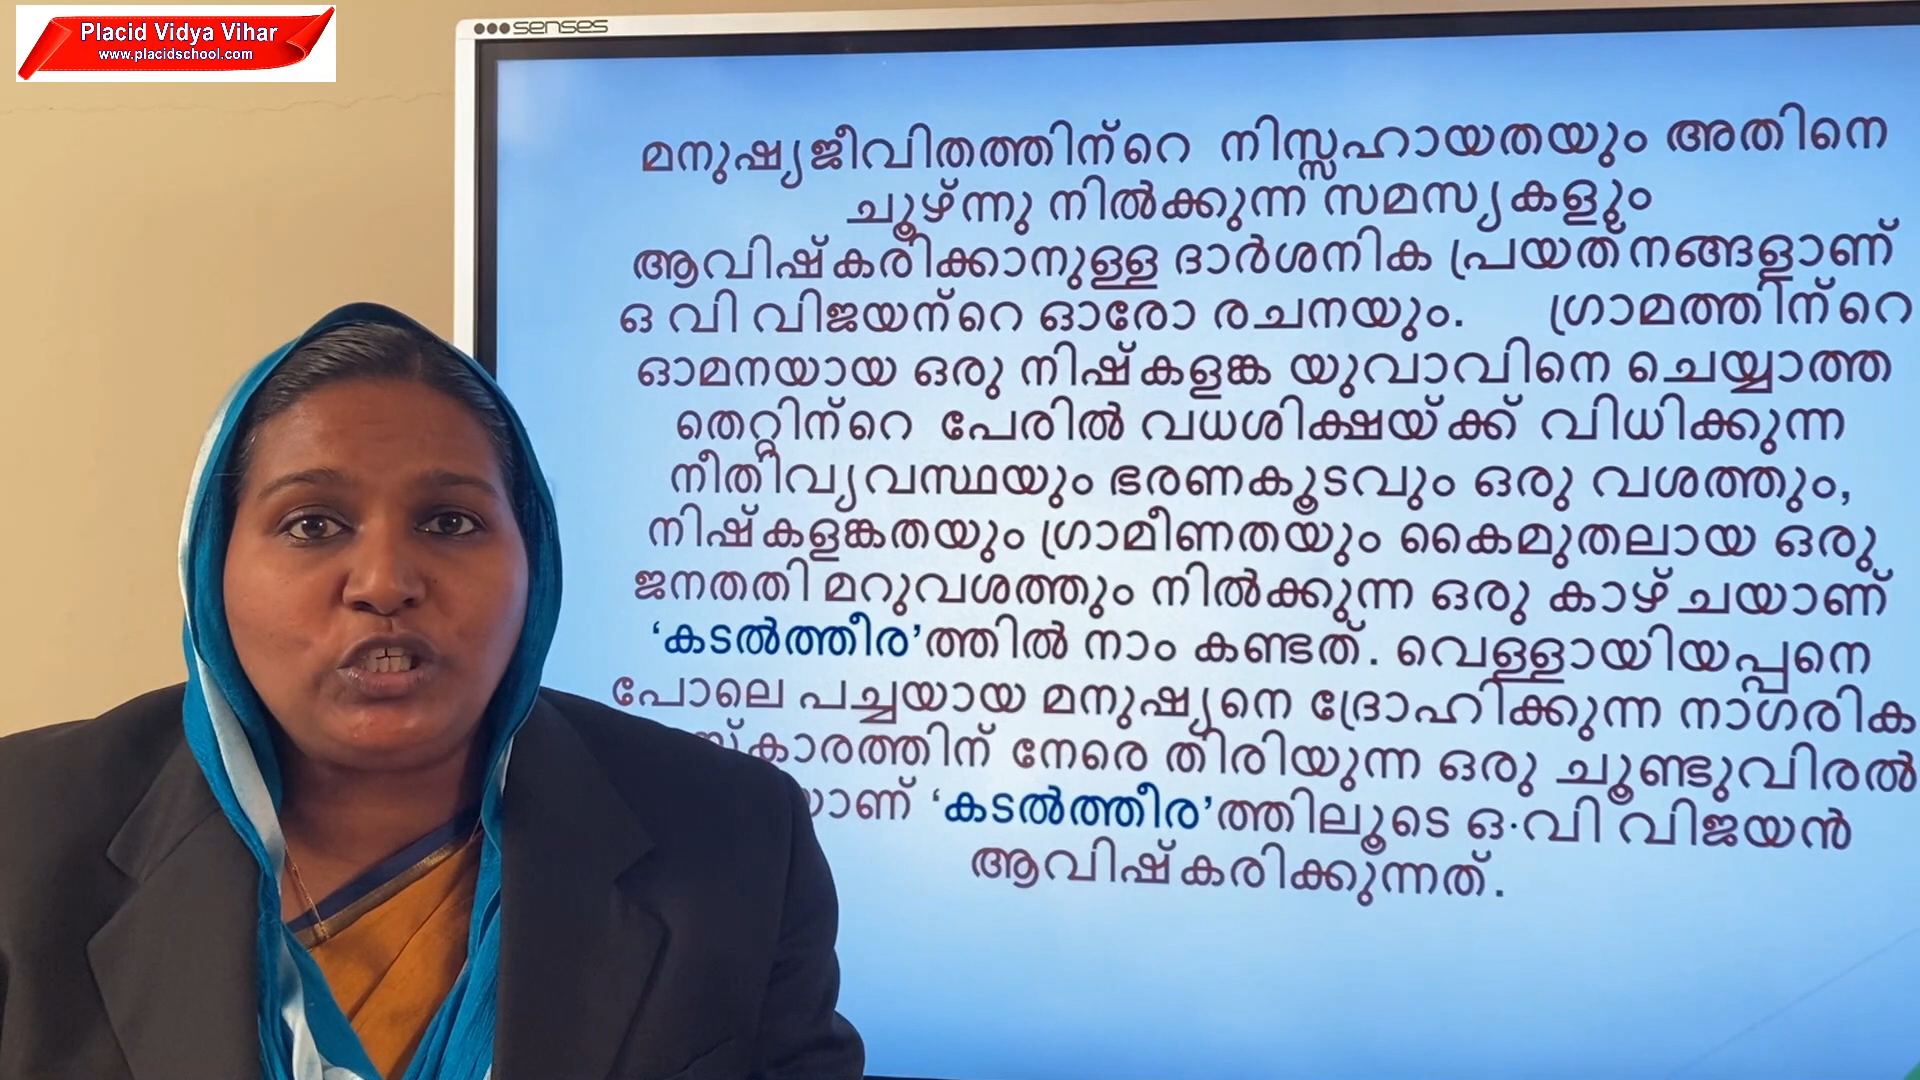 Placid Vidya Vihar
www.placidschool.com
senses
മനുഷ്യജീവിതത്തിന്‍റെ നിസ്സഹായതയും അതിനെ
ചൂഴ്ന്നു നിൽക്കുന്ന സമസ്യകളും
ആവിഷ്കരിക്കാനുള്ള ദാർശനിക പ്രയത്നങ്ങളാണ്
ഒ വി വിജയന്‍റെ ഓരോ രചനയും. ഗ്രാമത്തിന്‍റെ
ഓമനയായ ഒരു നിഷ്കളങ്ക യുവാവിനെ ചെയ്യാത്ത
തെറ്റിന്‍റെ പേരിൽ വധശിക്ഷയ്ക്ക് വിധിക്കുന്ന
നീതിവ്യവസ്ഥയും ഭരണകൂടവും ഒരു വശത്തും,
നിഷ്കളങ്കതയും ഗ്രാമീണതയും കൈമുതലായ ഒരു
ജനതതി മറുവശത്തും നിൽക്കുന്ന ഒരു കാഴ്ചയാണ്
‘കടൽത്തീര’ത്തിൽ നാം കണ്ടത്. വെള്ളായിയപ്പനെ
പോലെ പച്ചയായ മനുഷ്യനെ ദ്രോഹിക്കുന്ന നാഗരിക
സ്കാരത്തിന് നേരെ തിരിയുന്ന ഒരു ചൂണ്ടുവിരൽ
യാണ് ‘കടൽത്തീര’ത്തിലൂടെ ഒ.വി വിജയൻ
ആവിഷ്കരിക്കുന്നത്.